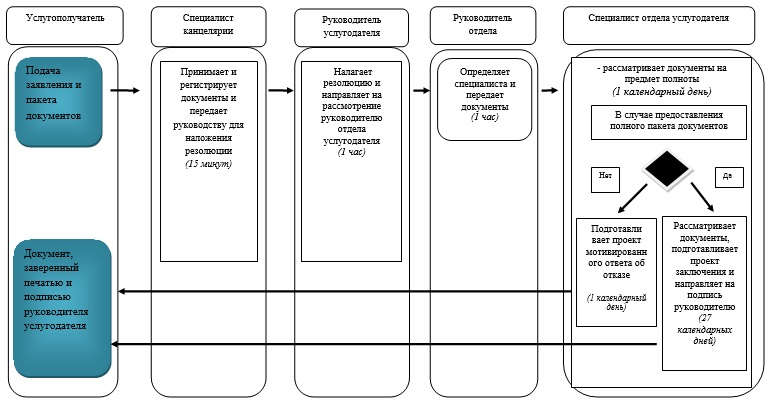 Услугополучатель
Специалист
канцелярии
Руководитель
услугодателя
Руководитель
отдела
Специалист отдела услугодателя
Подача
заявления и
пакета
документов
Принимает и
регистрирует
документы и
передает
руководству для
наложения
резолюции
(15 минут)
Налагает
резолюцию и
направляет на
рассмотрение
руководителю
отдела
услугодателя
(1 час)
Определяет
специалиста и
передает
документы
(1 час)
- рассматривает документы на
предмет полноты
(1 календарный день)
В случае предоставления
полного пакета документов
Нет
Да
Подготавли
вает проект
мотивированн
ого ответа об
отказе
(1 календарный
день)
Рассматривает
документы,
подготавливает
проект
заключения и
направляет на
подпись
руководителю
(27
календарных
дней)
Документ,
заверенный
печатью и
подписью
руководителя
услугодателя